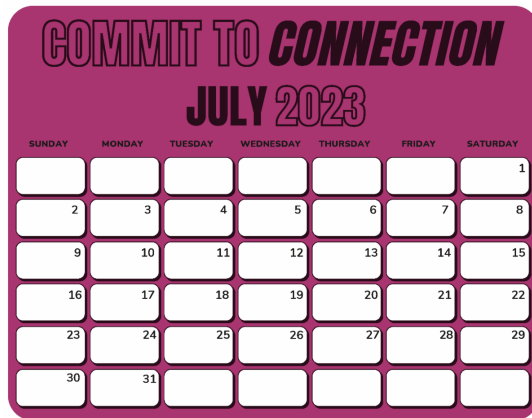 COMMIT TO CONNECTION
JULY 2023
SUNDAY MONDAY TUESDAY WEDNESDAY THURSDAY FRIDAY SATURDAY
1
2 3 4 5 6 7 8
9 10 11 12 13 14 15
16 17 18 19 20 21 22
23 24 25 26 27 28 29
30 31